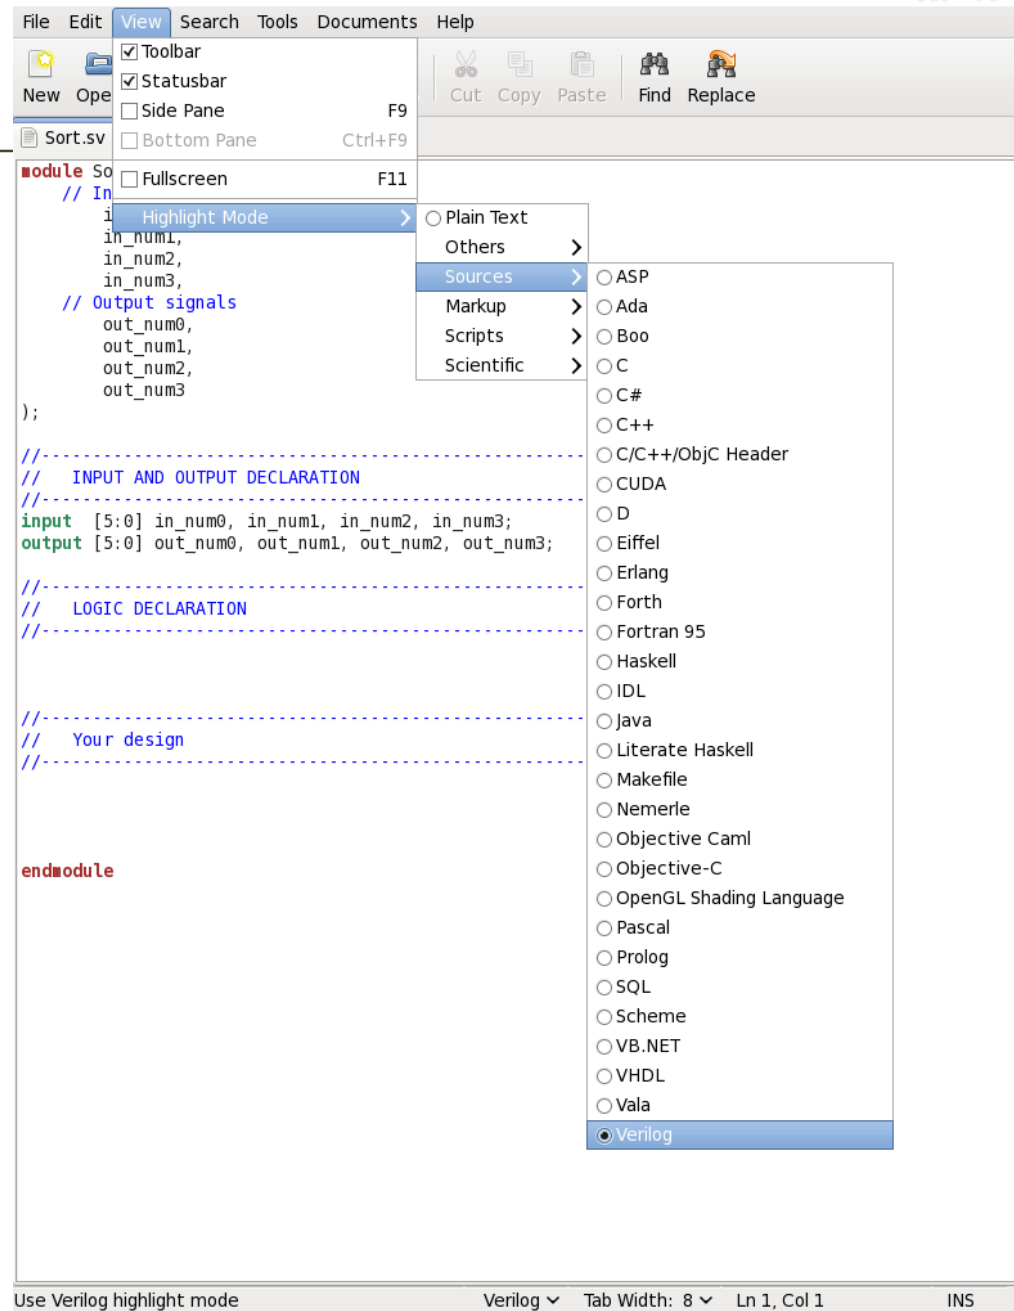 File Edit View Search Tools Documents Help
New Ope Cut Copy Paste Find Replace
Toolbar
Statusbar
Side Pane F9
Bottom Pane Ctrl+F9
Fullscreen F11
Highlight Mode
Plain Text
Others
Sources
Markup
Scripts
Scientific
ASP
Ada
Boo
C
C#
C++
C/C++/ObjC Header
CUDA
D
Eiffel
Erlang
Forth
Fortran 95
Haskell
IDL
Java
Literate Haskell
Makefile
Nemerle
Objective Caml
Objective-C
OpenGL Shading Language
Pascal
Prolog
SQL
Scheme
VB.NET
VHDL
Vala
Verilog
Sort.sv
module So
// In
i
in_num1,
in_num2,
in_num3,
// Output signals
out_num0,
out_num1,
out_num2,
out_num3
);
//-----------------------------------------------------
// INPUT AND OUTPUT DECLARATION
//-----------------------------------------------------
input [5:0] in_num0, in_num1, in_num2, in_num3;
output [5:0] out_num0, out_num1, out_num2, out_num3;
//-----------------------------------------------------
// LOGIC DECLARATION
//-----------------------------------------------------
//-----------------------------------------------------
// Your design
//-----------------------------------------------------
endmodule
Use Verilog highlight mode Verilog Tab Width: 8 Ln 1, Col 1 INS